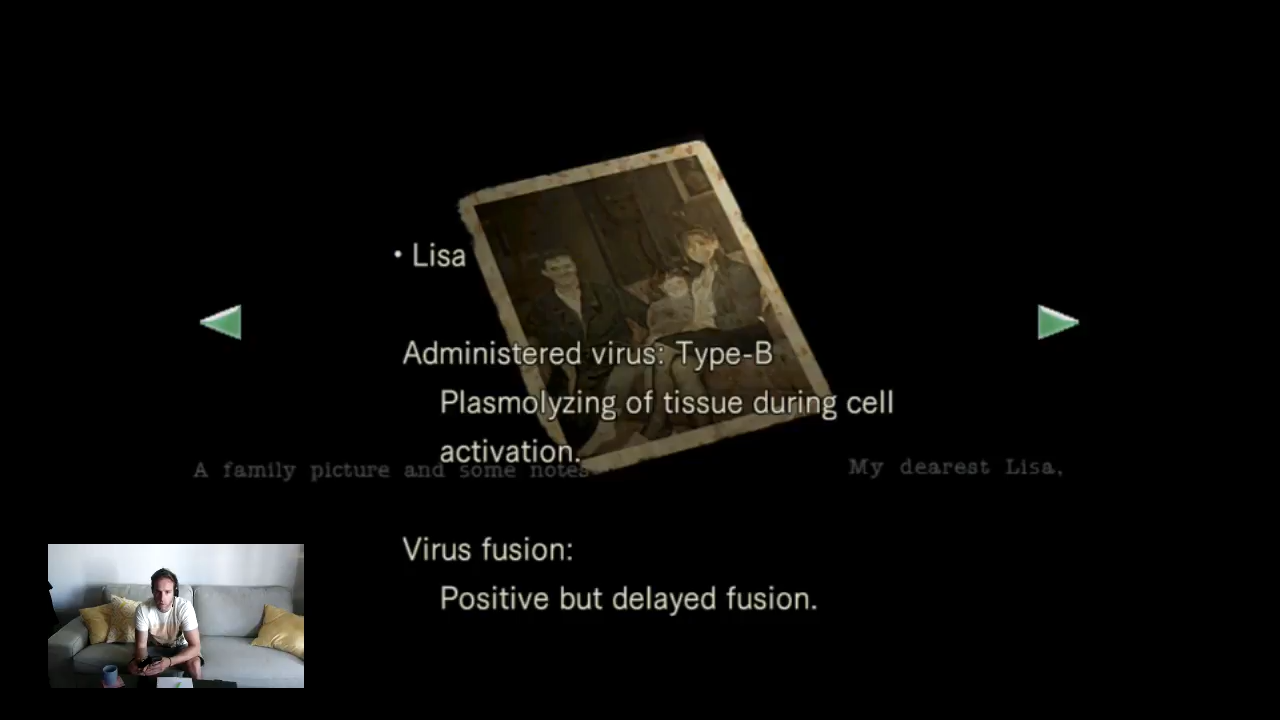 • Lisa
Administered virus: Type-B
Plasmolyzing of tissue during cell
activation.
A family picture and some notes
My dearest Lisa,
Virus fusion:
Positive but delayed fusion.